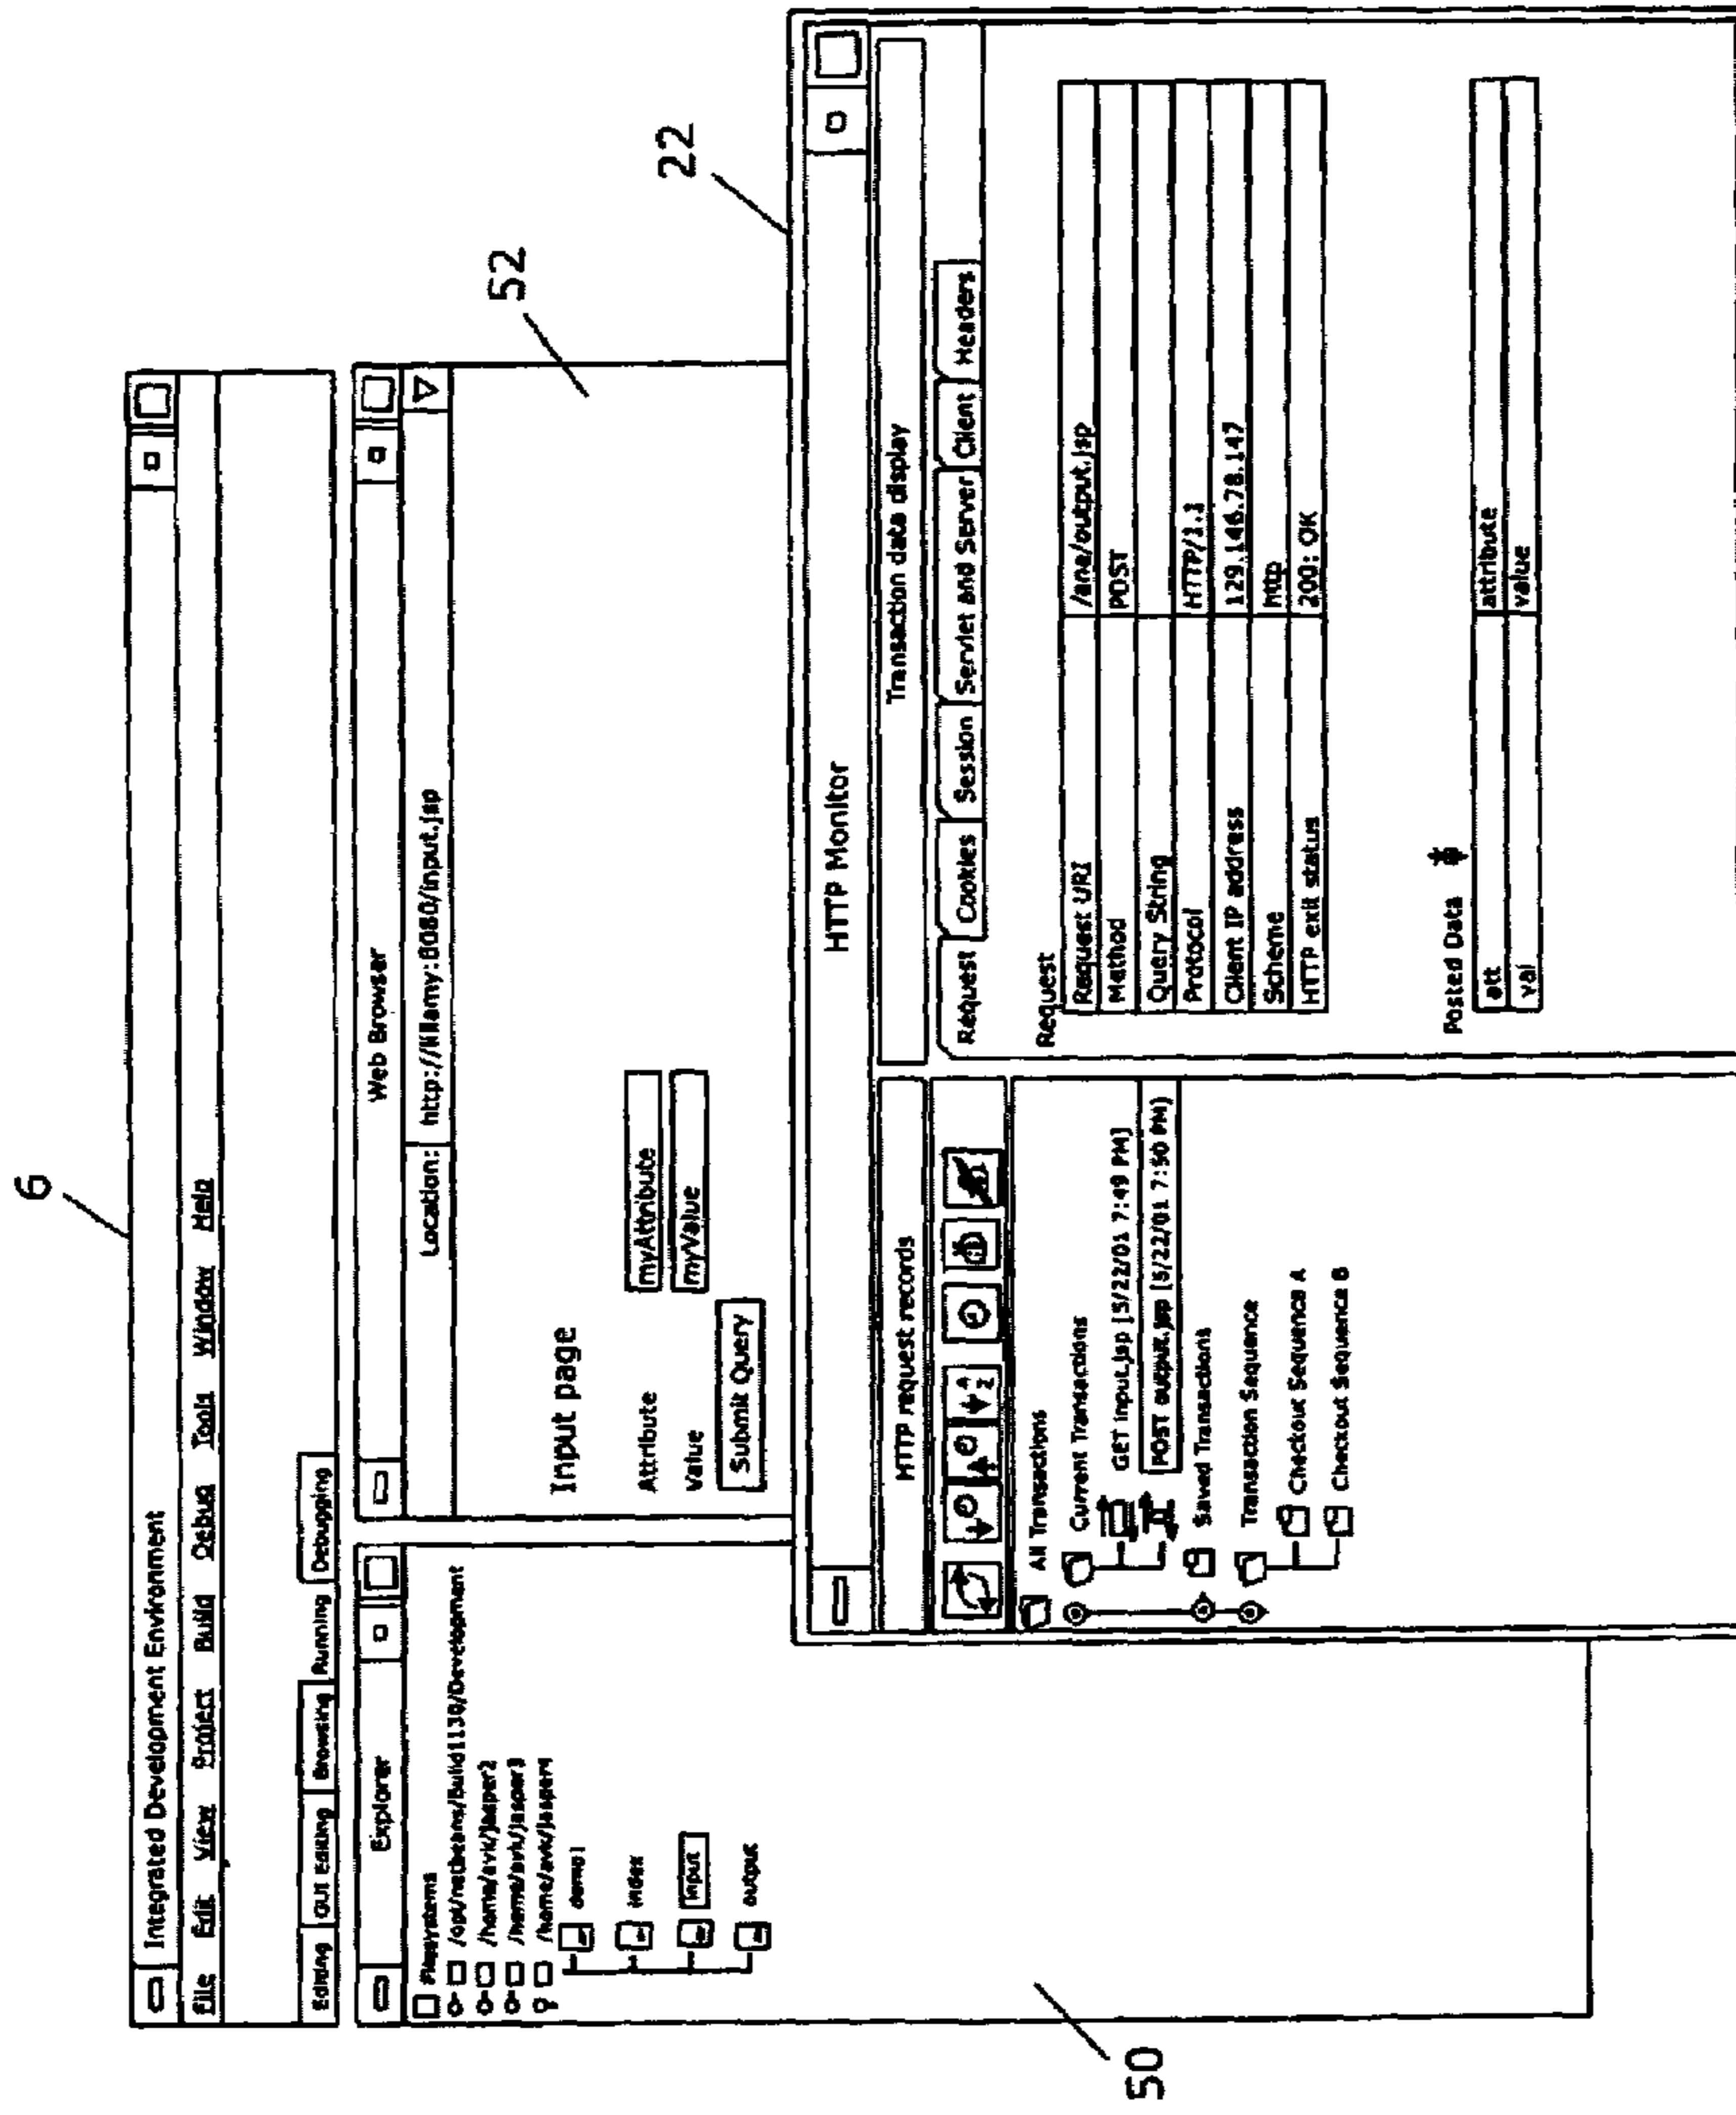 6
Integrated Development Environment
File Edit View Project Build Debug Tools Window Help
Editing GUI Editing Browsing Running Debugging
Explorer
Filesystems
/opt/netbeans/Build1130/Development
/home/avk/jasper2
/home/avk/jasper3
/home/avk/jasper4
demo1
index
input
output
50
Web Browser
Location:
Input page
Attribute myAttribute
Value myValue
Submit Query
52
22
HTTP Monitor
HTTP request records
A
Z
All Transactions
Current Transactions
GET input.jsp [5/22/01 7:49 PM]
POST output.jsp [5/22/01 7:50 PM)
Saved Transactions
Transaction Sequence
Checkout Sequence A
Checkout Sequence B
Transaction data display
Request Cookies Session Servlet and Server Client Headers
Request
Request URI /ana/output.jsp
Method POST
Query String
Protocol HTTP/1.1
Client IP address 129.146.78.147
Scheme http
HTTP exit status 200: OK
Posted Data
att attribute
val value